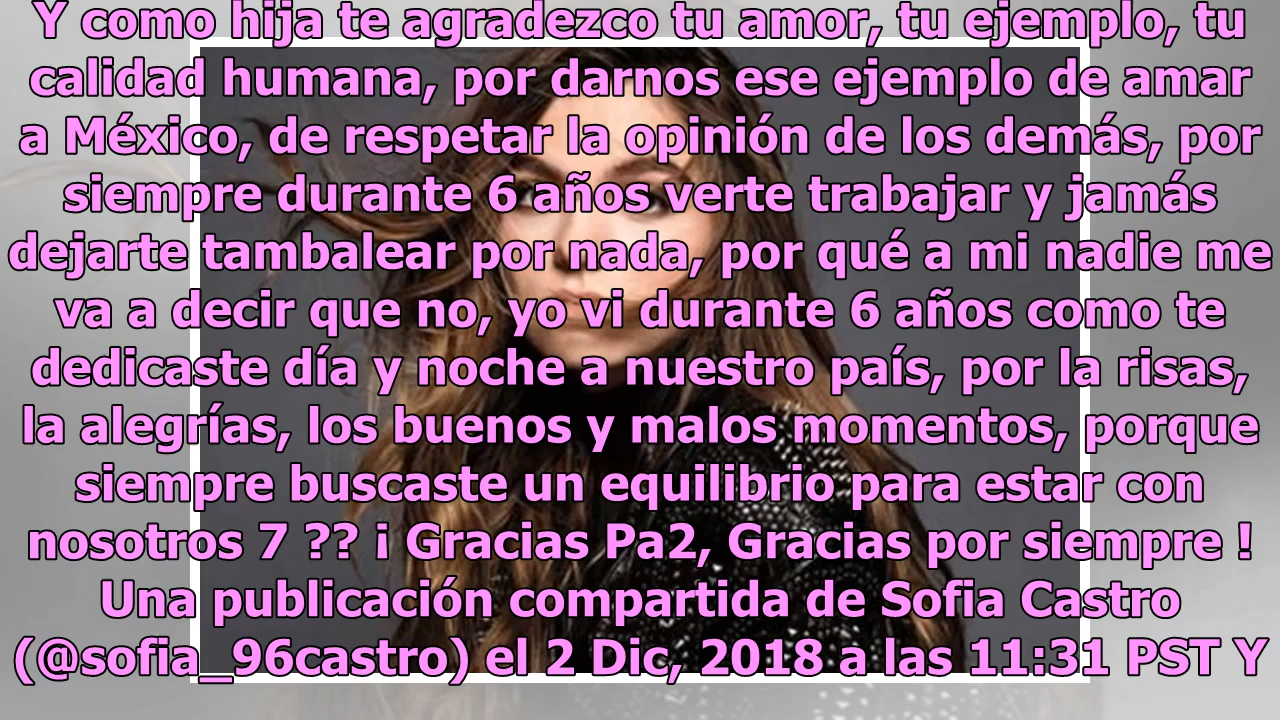 Y como hija te agradezco tu amor, tu ejemplo, tu
calidad humana, por darnos ese ejemplo de amar
a México, de respetar la opinión de los demás, por
siempre durante 6 años verte trabajar y jamás
dejarte tambalear por nada, por qué a mi nadie me
va a decir que no, yo vi durante 6 años como te
dedicaste día y noche a nuestro país, por la risas,
la alegrías, los buenos y malos momentos, porque
siempre buscaste un equilibrio para estar con
nosotros 7 ?? ¡ Gracias Pa2, Gracias por siempre !
Una publicación compartida de Sofia Castro
(@sofia_96castro) el 2 Dic, 2018 a las 11:31 PST Y